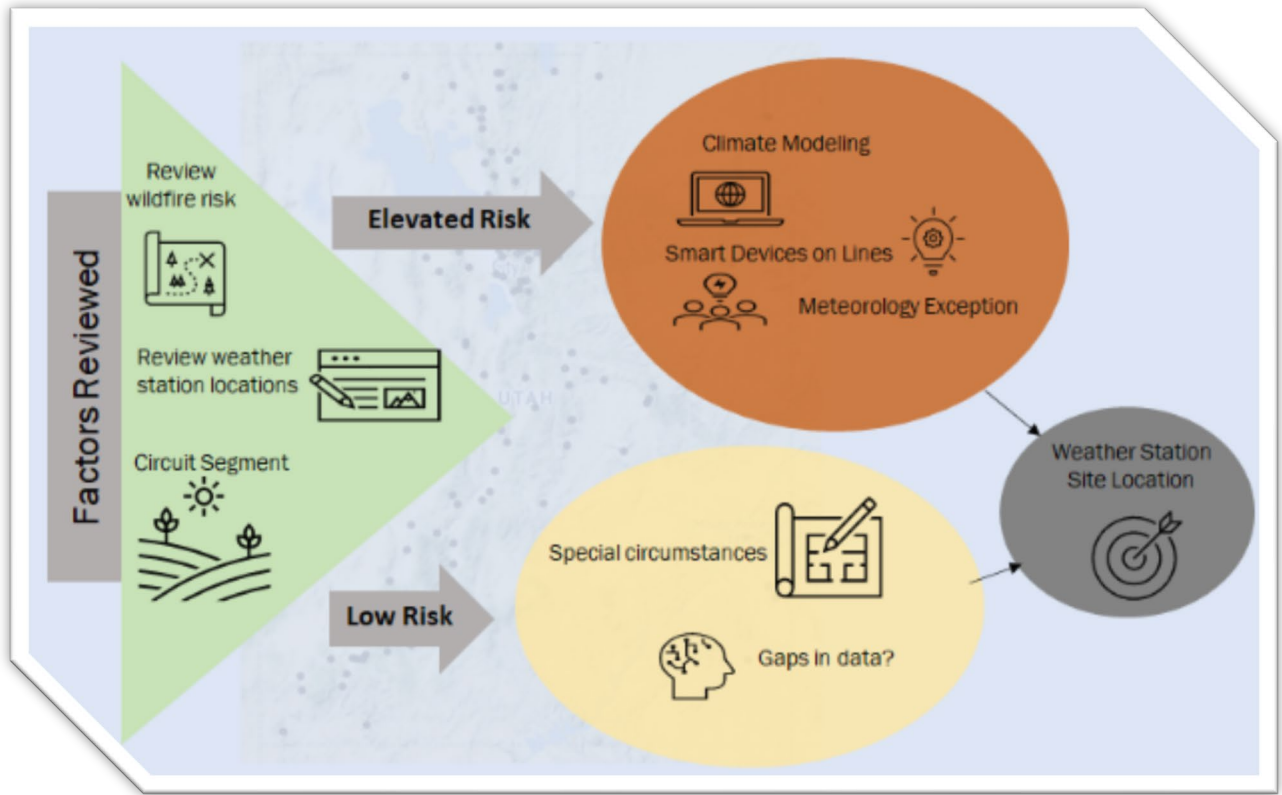 Factors Reviewed
Review
wildfire risk
Review weather
station locations
Circuit Segment
Elevated Risk
Low Risk
UTAH
Climate Modeling
Smart Devices on Lines
Meteorology Exception
Special circumstances
Gaps in data?
Weather Station
Site Location